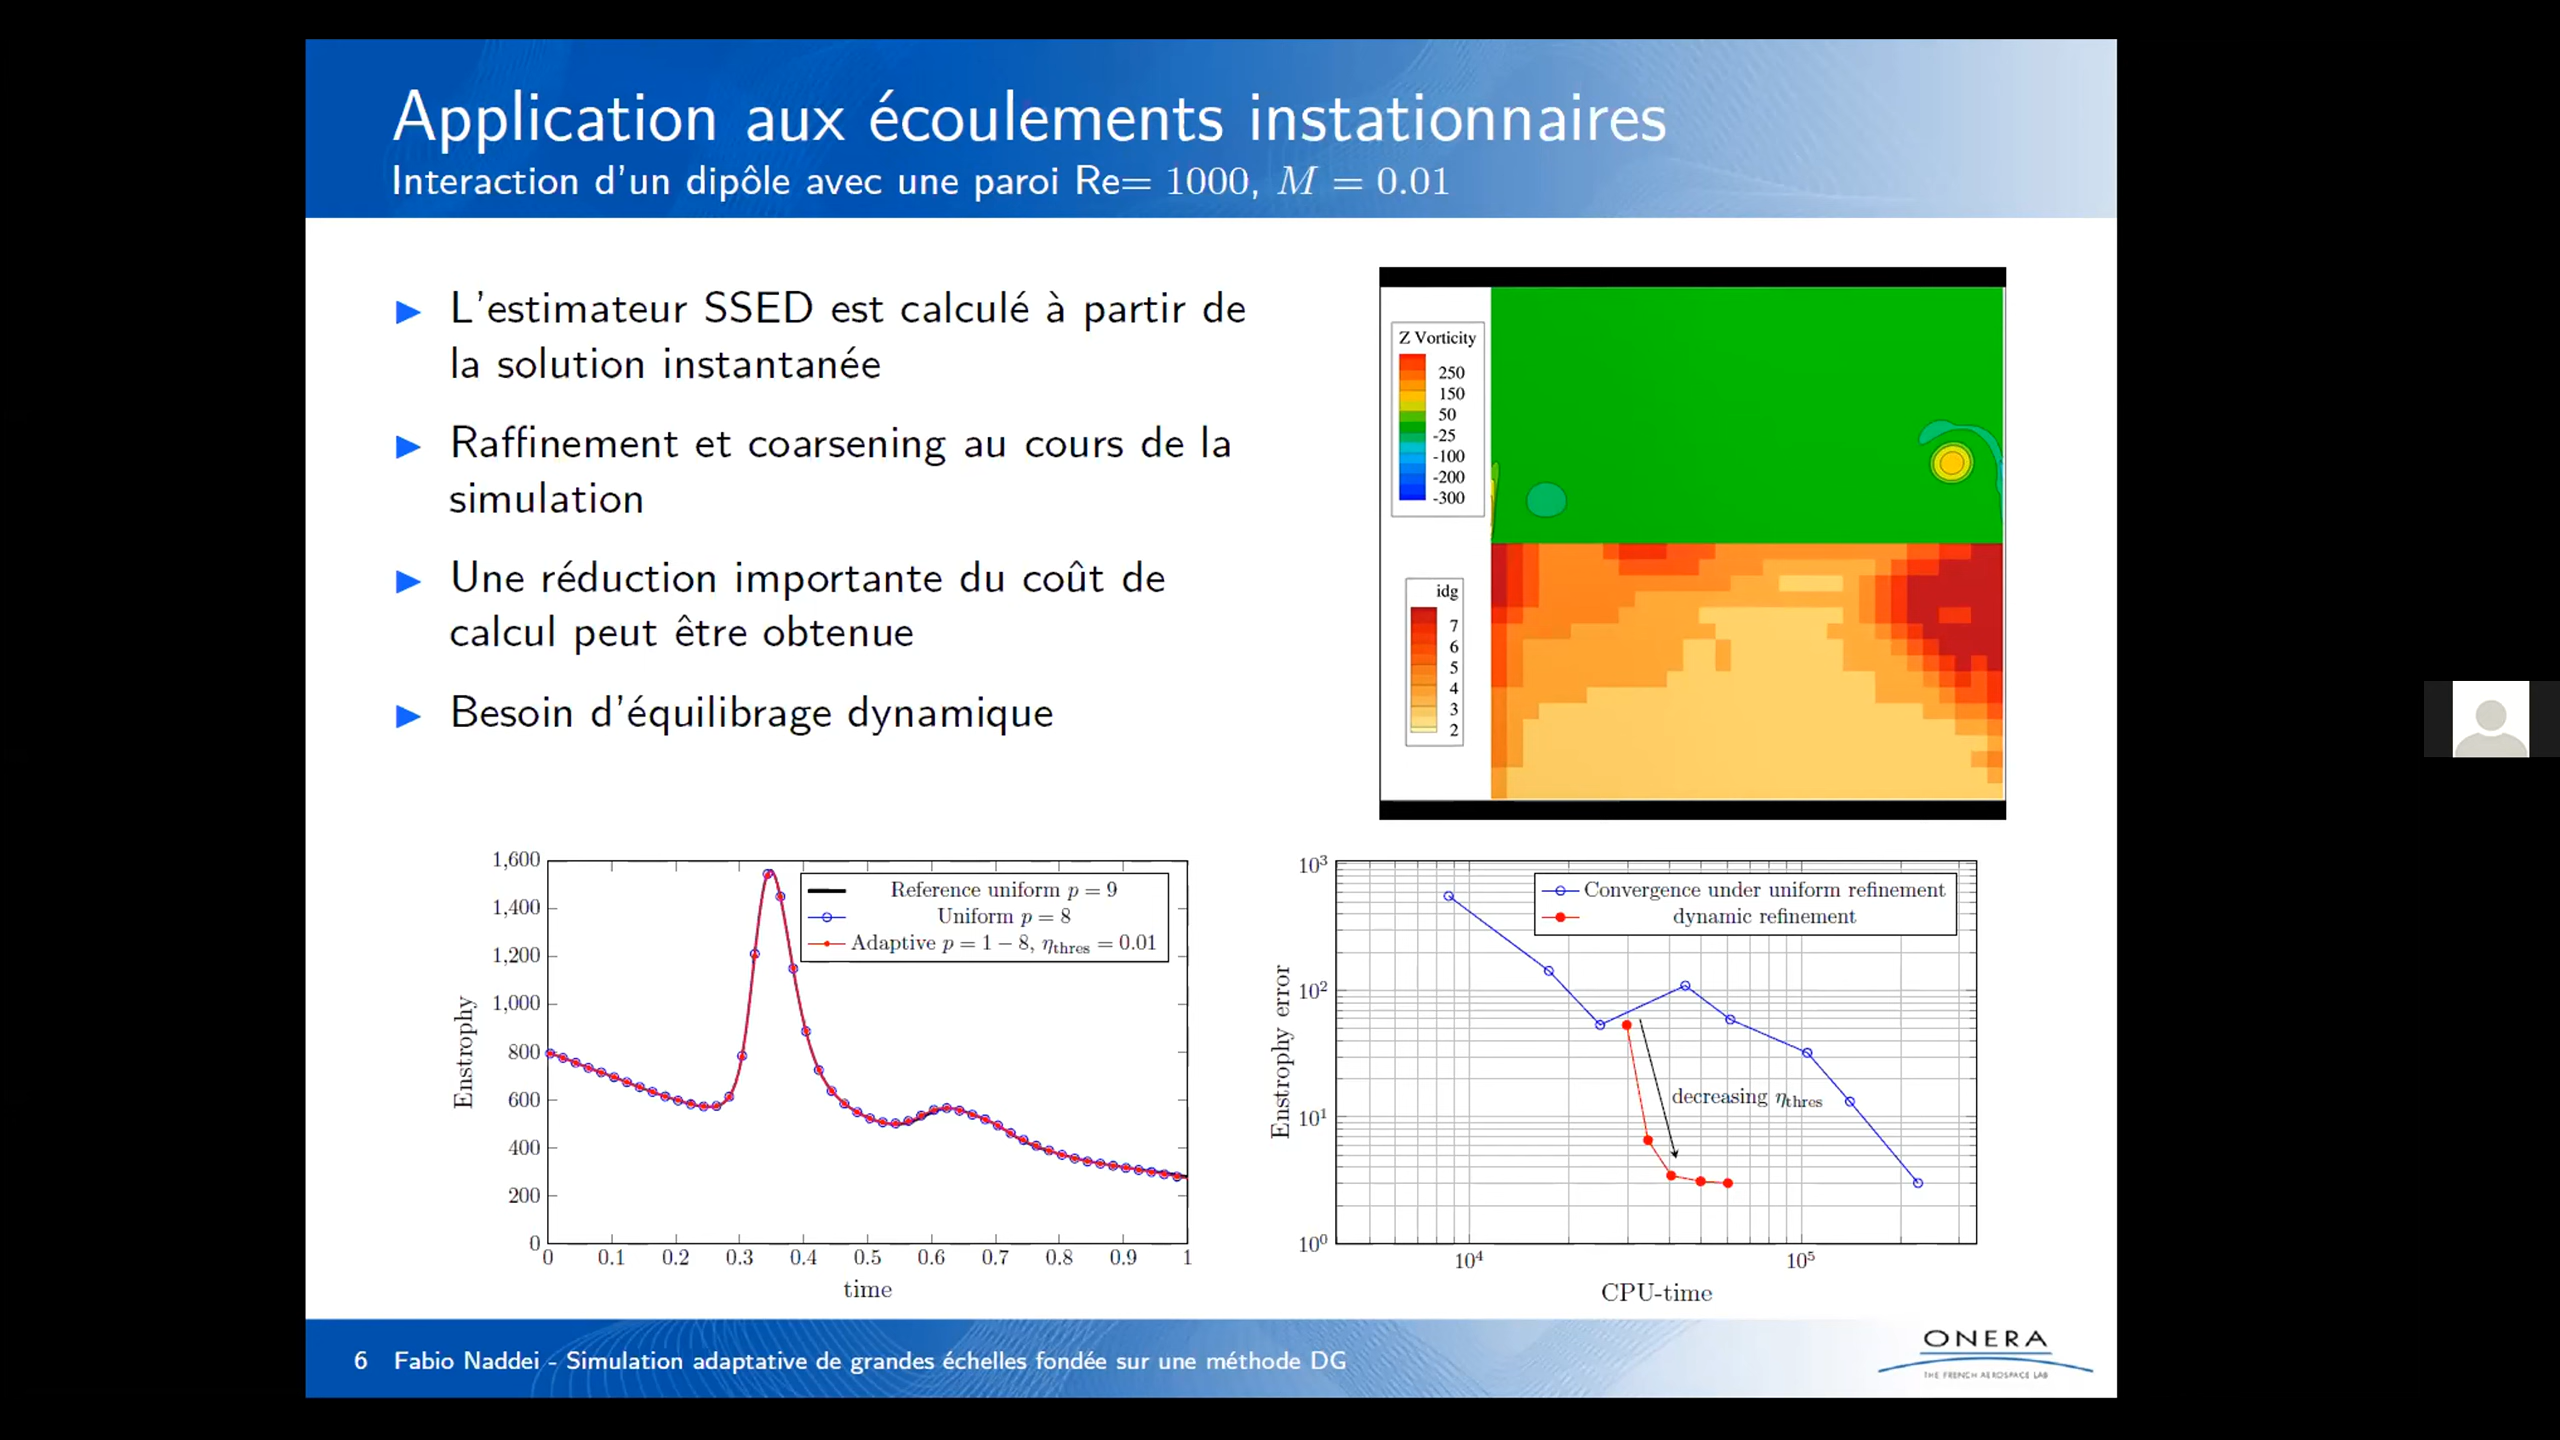 Application aux écoulements instationnaires
Interaction d'un dipôle avec une paroi Re= 1000, M = 0.01
▶ L'estimateur SSED est calculé à partir de
la solution instantanée
▶ Raffinement et coarsening au cours de la
simulation
▶ Une réduction importante du coût de
calcul peut être obtenue
▶ Besoin d'équilibrage dynamique
Z Vorticity
250
150
50
-25
-100
-200
-300
idg
7
6
5
4
3
2
1,600
1,400
1,200
1,000
800
600
400
200
0
Enstrophy
Reference uniform p = 9
Uniform p = 8
Adaptive p = 1 − 8, ηthres = 0.01
0 0.1 0.2 0.3 0.4 0.5 0.6 0.7 0.8 0.9 1
time
10³
10²
10¹
10⁰
Enstrophy error
Convergence under uniform refinement
dynamic refinement
decreasing ηthres
10⁴ 10⁵
CPU-time
6 Fabio Naddei - Simulation adaptative de grandes échelles fondée sur une méthode DG
ONERA
THE FRENCH AEROSPACE LAB